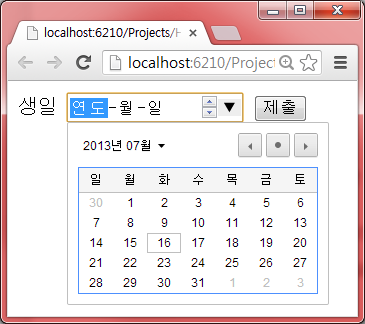 localhost:6210/Projects/H
localhost:6210/Project
생일 연도-월-일 제출
2013년 07월
일 월 화 수 목 금 토
30 1 2 3 4 5 6
7 8 9 10 11 12 13
14 15 16 17 18 19 20
21 22 23 24 25 26 27
28 29 30 31 1 2 3